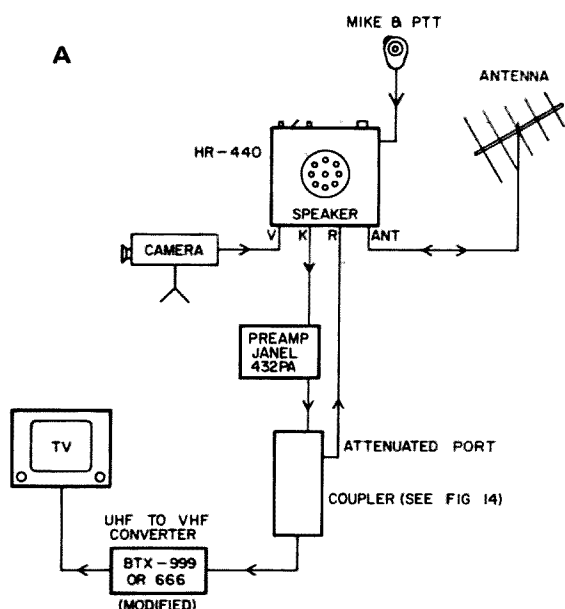 A
MIKE & PTT
ANTENNA
HR-440
SPEAKER
V K R ANT
CAMERA
PREAMP
JANEL
432PA
TV
ATTENUATED PORT
COUPLER (SEE FIG 14)
UHF TO VHF
CONVERTER
BTX-999
OR 666
(MODIFIED)